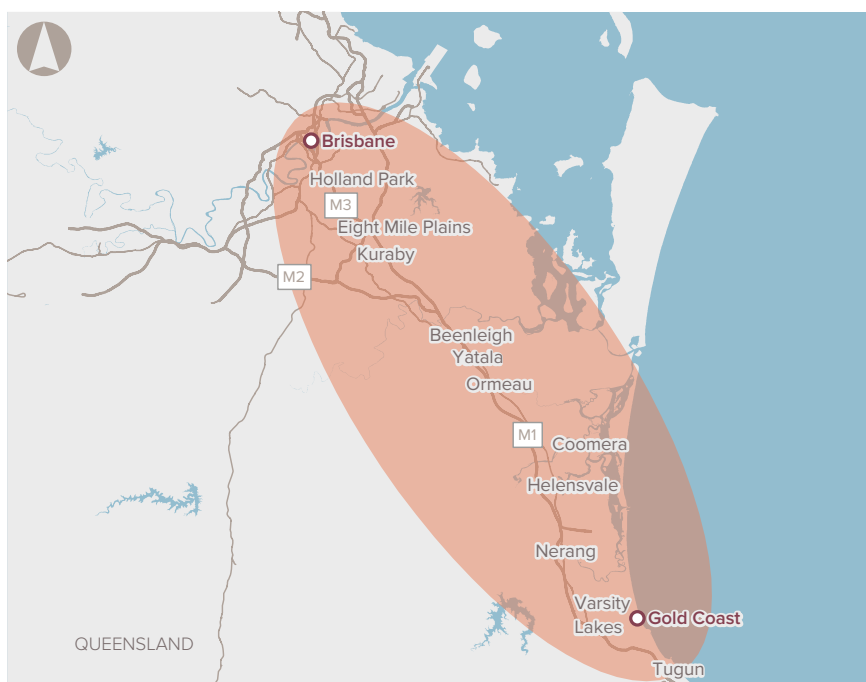 Brisbane
Holland Park
M3
Eight Mile Plains
Kuraby
M2
Beenleigh
Yatala
Ormeau
M1
Coomera
Helensvale
Nerang
Varsity
Lakes
Gold Coast
QUEENSLAND
Tugun